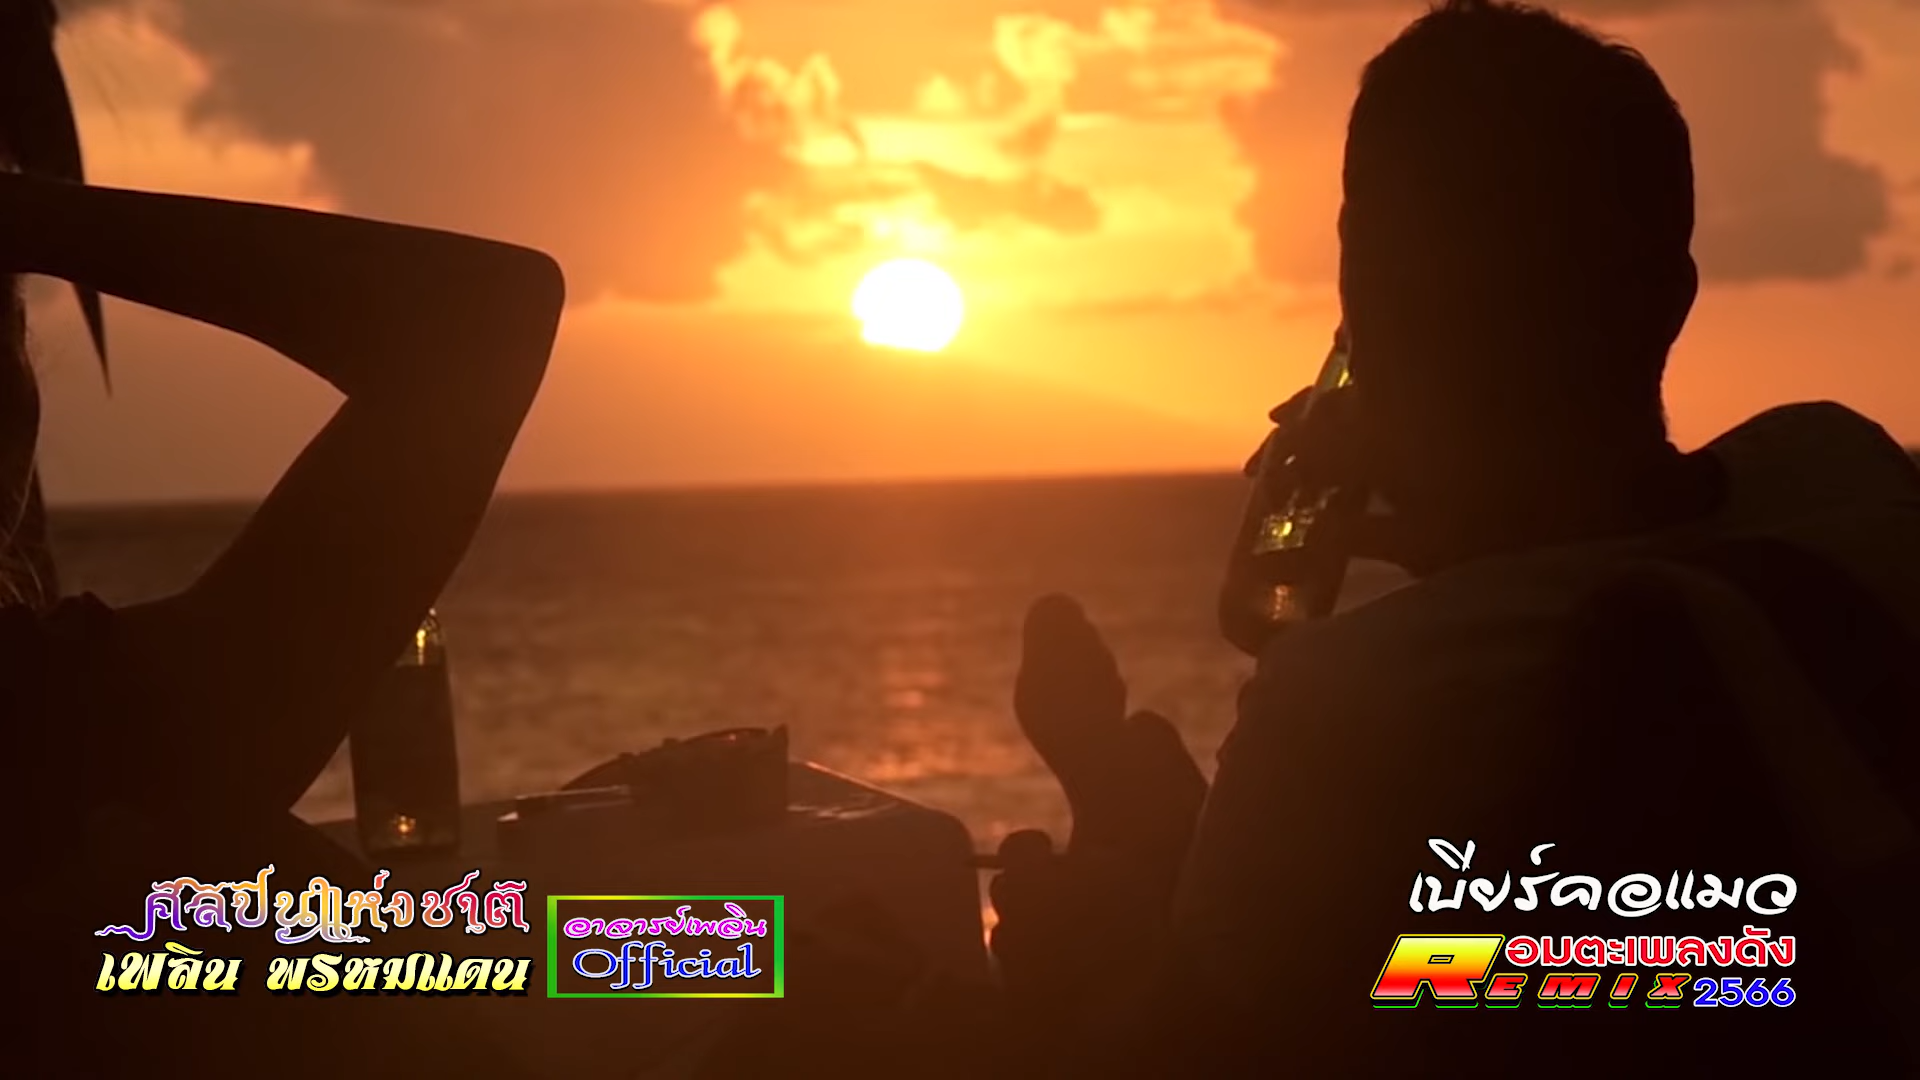 ศิลปินแห่งชาติ
เพลิน พรหมแดน
อาจารย์เพลิน
Official
เบียร์คอแมว
อมตะเพลงดัง
REMIX 2566